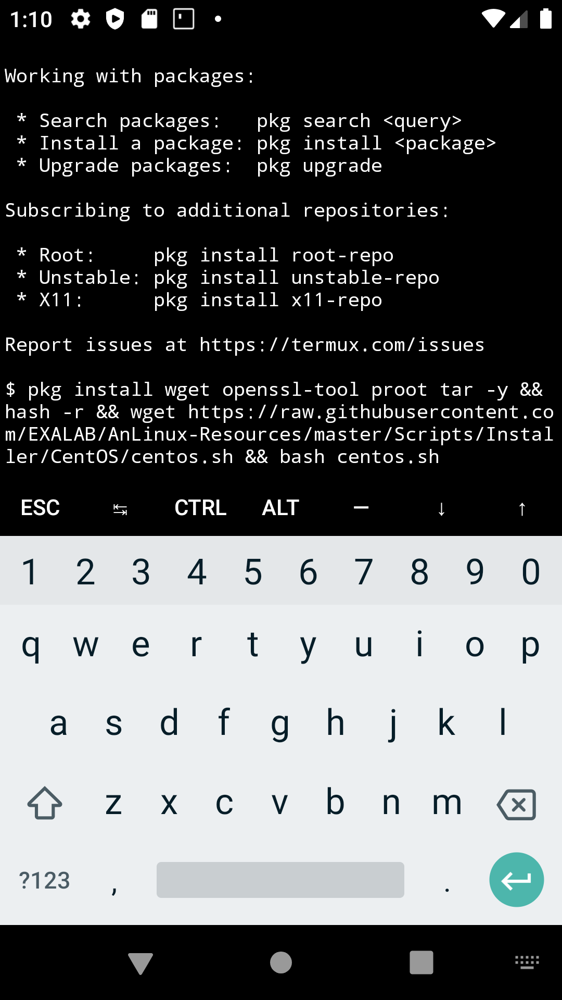 1:10
Working with packages:
* Search packages:   pkg search <query>
* Install a package: pkg install <package>
* Upgrade packages:  pkg upgrade
Subscribing to additional repositories:
* Root:     pkg install root-repo
* Unstable: pkg install unstable-repo
* X11:      pkg install x11-repo
Report issues at https://termux.com/issues
$ pkg install wget openssl-tool proot tar -y &&
hash -r && wget https://raw.githubusercontent.co
m/EXALAB/AnLinux-Resources/master/Scripts/Instal
ler/CentOS/centos.sh && bash centos.sh
ESC ↹ CTRL ALT — ↓ ↑
1 2 3 4 5 6 7 8 9 0
q w e r t y u i o p
a s d f g h j k l
z x c v b n m
?123 , .